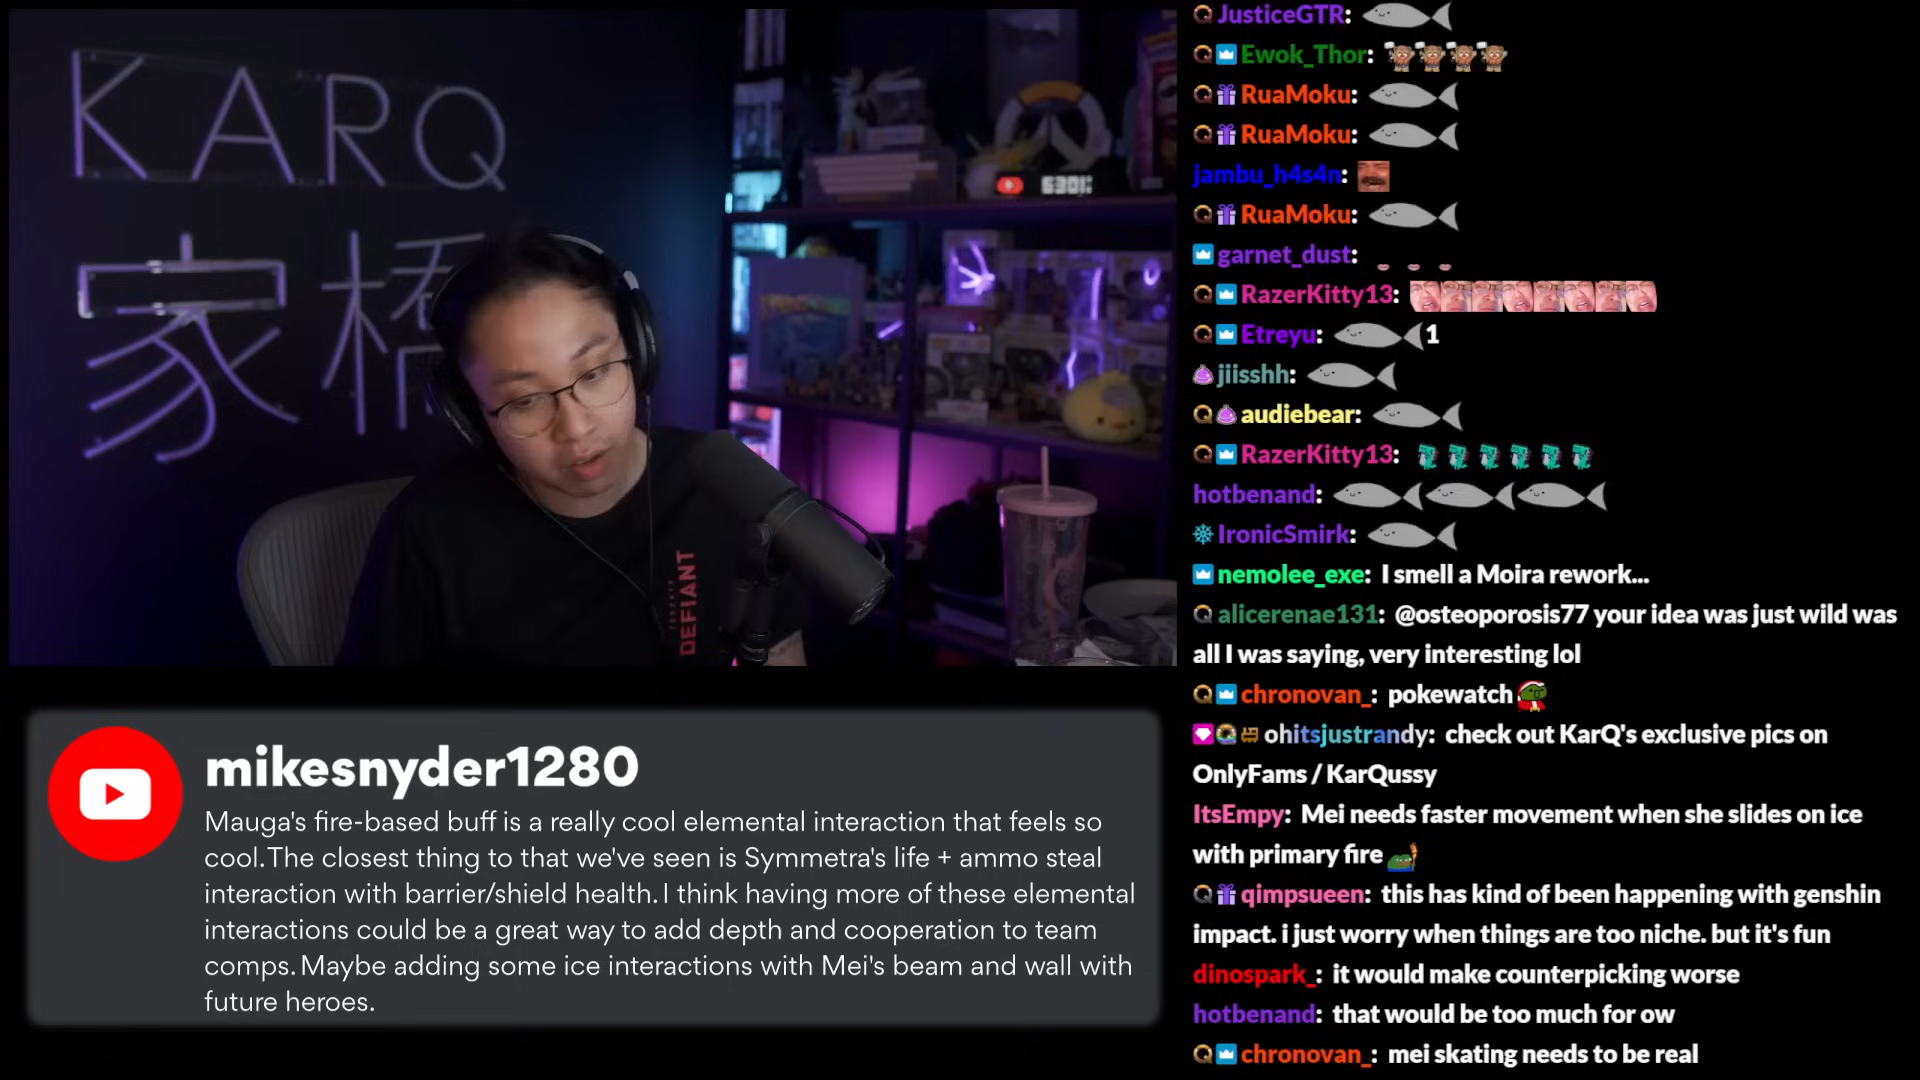 KARQ
家橋
6301
DEFIANT
mikesnyder1280
Mauga's fire-based buff is a really cool elemental interaction that feels so
cool. The closest thing to that we've seen is Symmetra's life + ammo steal
interaction with barrier/shield health. I think having more of these elemental
interactions could be a great way to add depth and cooperation to team
comps. Maybe adding some ice interactions with Mei's beam and wall with
future heroes.
JusticeGTR:
Ewok_Thor:
RuaMoku:
RuaMoku:
jambu_h4s4n:
RuaMoku:
garnet_dust:
RazerKitty13:
Etreyu: 1
jiisshh:
audiebear:
RazerKitty13:
hotbenand:
IronicSmirk:
nemolee_exe: I smell a Moira rework...
alicerenae131: @osteoporosis77 your idea was just wild was
all I was saying, very interesting lol
chronovan_: pokewatch
ohitsjustrandy: check out KarQ's exclusive pics on
OnlyFams / KarQussy
ItsEmpy: Mei needs faster movement when she slides on ice
with primary fire
qimpsueen: this has kind of been happening with genshin
impact. i just worry when things are too niche. but it's fun
dinospark_: it would make counterpicking worse
hotbenand: that would be too much for ow
chronovan_: mei skating needs to be real